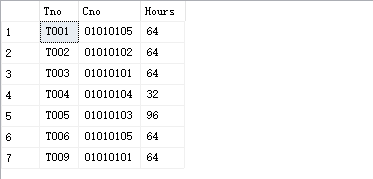 Tno Cno Hours
1 T001 01010105 64
2 T002 01010102 64
3 T003 01010101 64
4 T004 01010104 32
5 T005 01010103 96
6 T006 01010105 64
7 T009 01010101 64